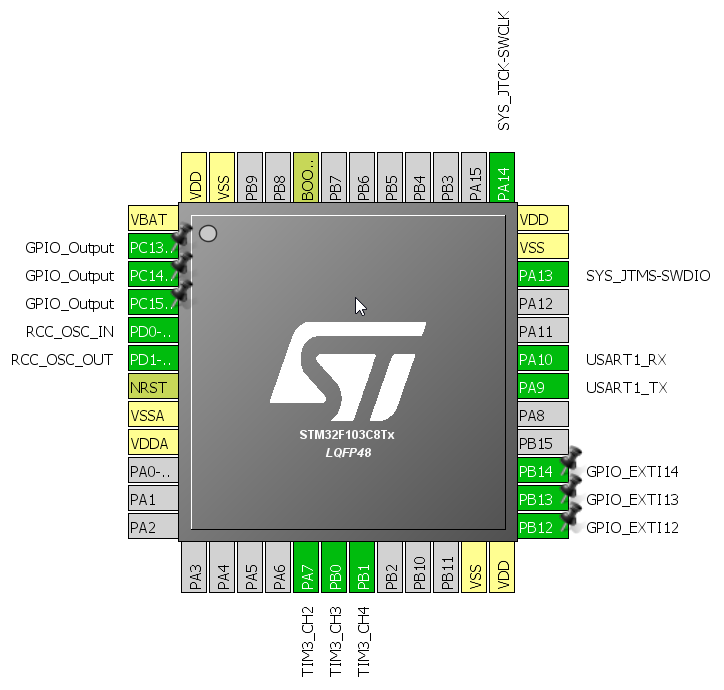 SYS_JTCK-SWCLK
VDD
VSS
PB9
PB8
BOO..
PB7
PB6
PB5
PB4
PB3
PA15
PA14
VBAT
GPIO_Output PC13..
GPIO_Output PC14..
GPIO_Output PC15..
RCC_OSC_IN PD0-..
RCC_OSC_OUT PD1-..
NRST
VSSA
VDDA
PA0-..
PA1
PA2
STM32F103C8Tx
LQFP48
VDD
VSS
PA13 SYS_JTMS-SWDIO
PA12
PA11
PA10 USART1_RX
PA9 USART1_TX
PA8
PB15
PB14 GPIO_EXTI14
PB13 GPIO_EXTI13
PB12 GPIO_EXTI12
PA3
PA4
PA5
PA6
PA7
PB0
PB1
PB2
PB10
PB11
VSS
VDD
TIM3_CH2
TIM3_CH3
TIM3_CH4